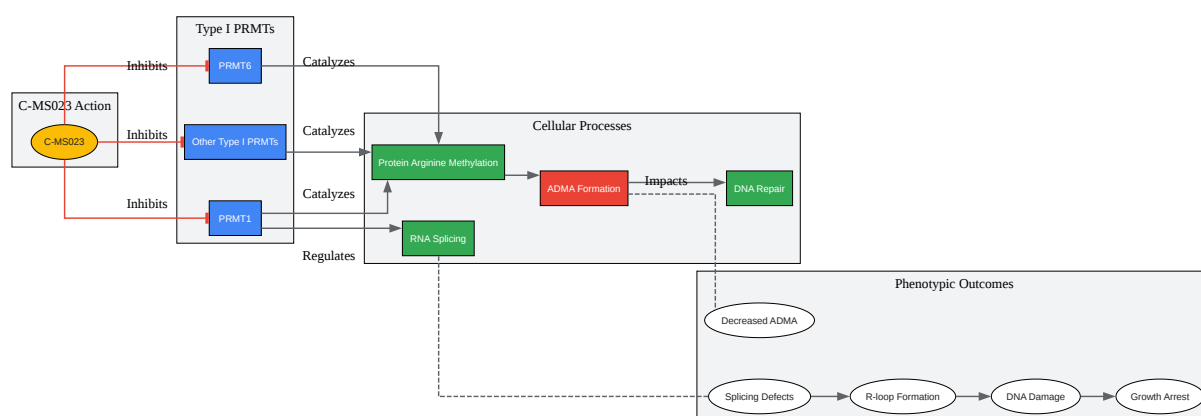 Type I PRMTs
Inhibits
PRMT6
Catalyzes
C-MS023 Action
C-MS023
Inhibits
Other Type I PRMTs
Catalyzes
Cellular Processes
Protein Arginine Methylation
ADMA Formation
Impacts
DNA Repair
Inhibits
PRMT1
Catalyzes
RNA Splicing
Regulates
Phenotypic Outcomes
Decreased ADMA
Splicing Defects
R-loop Formation
DNA Damage
Growth Arrest